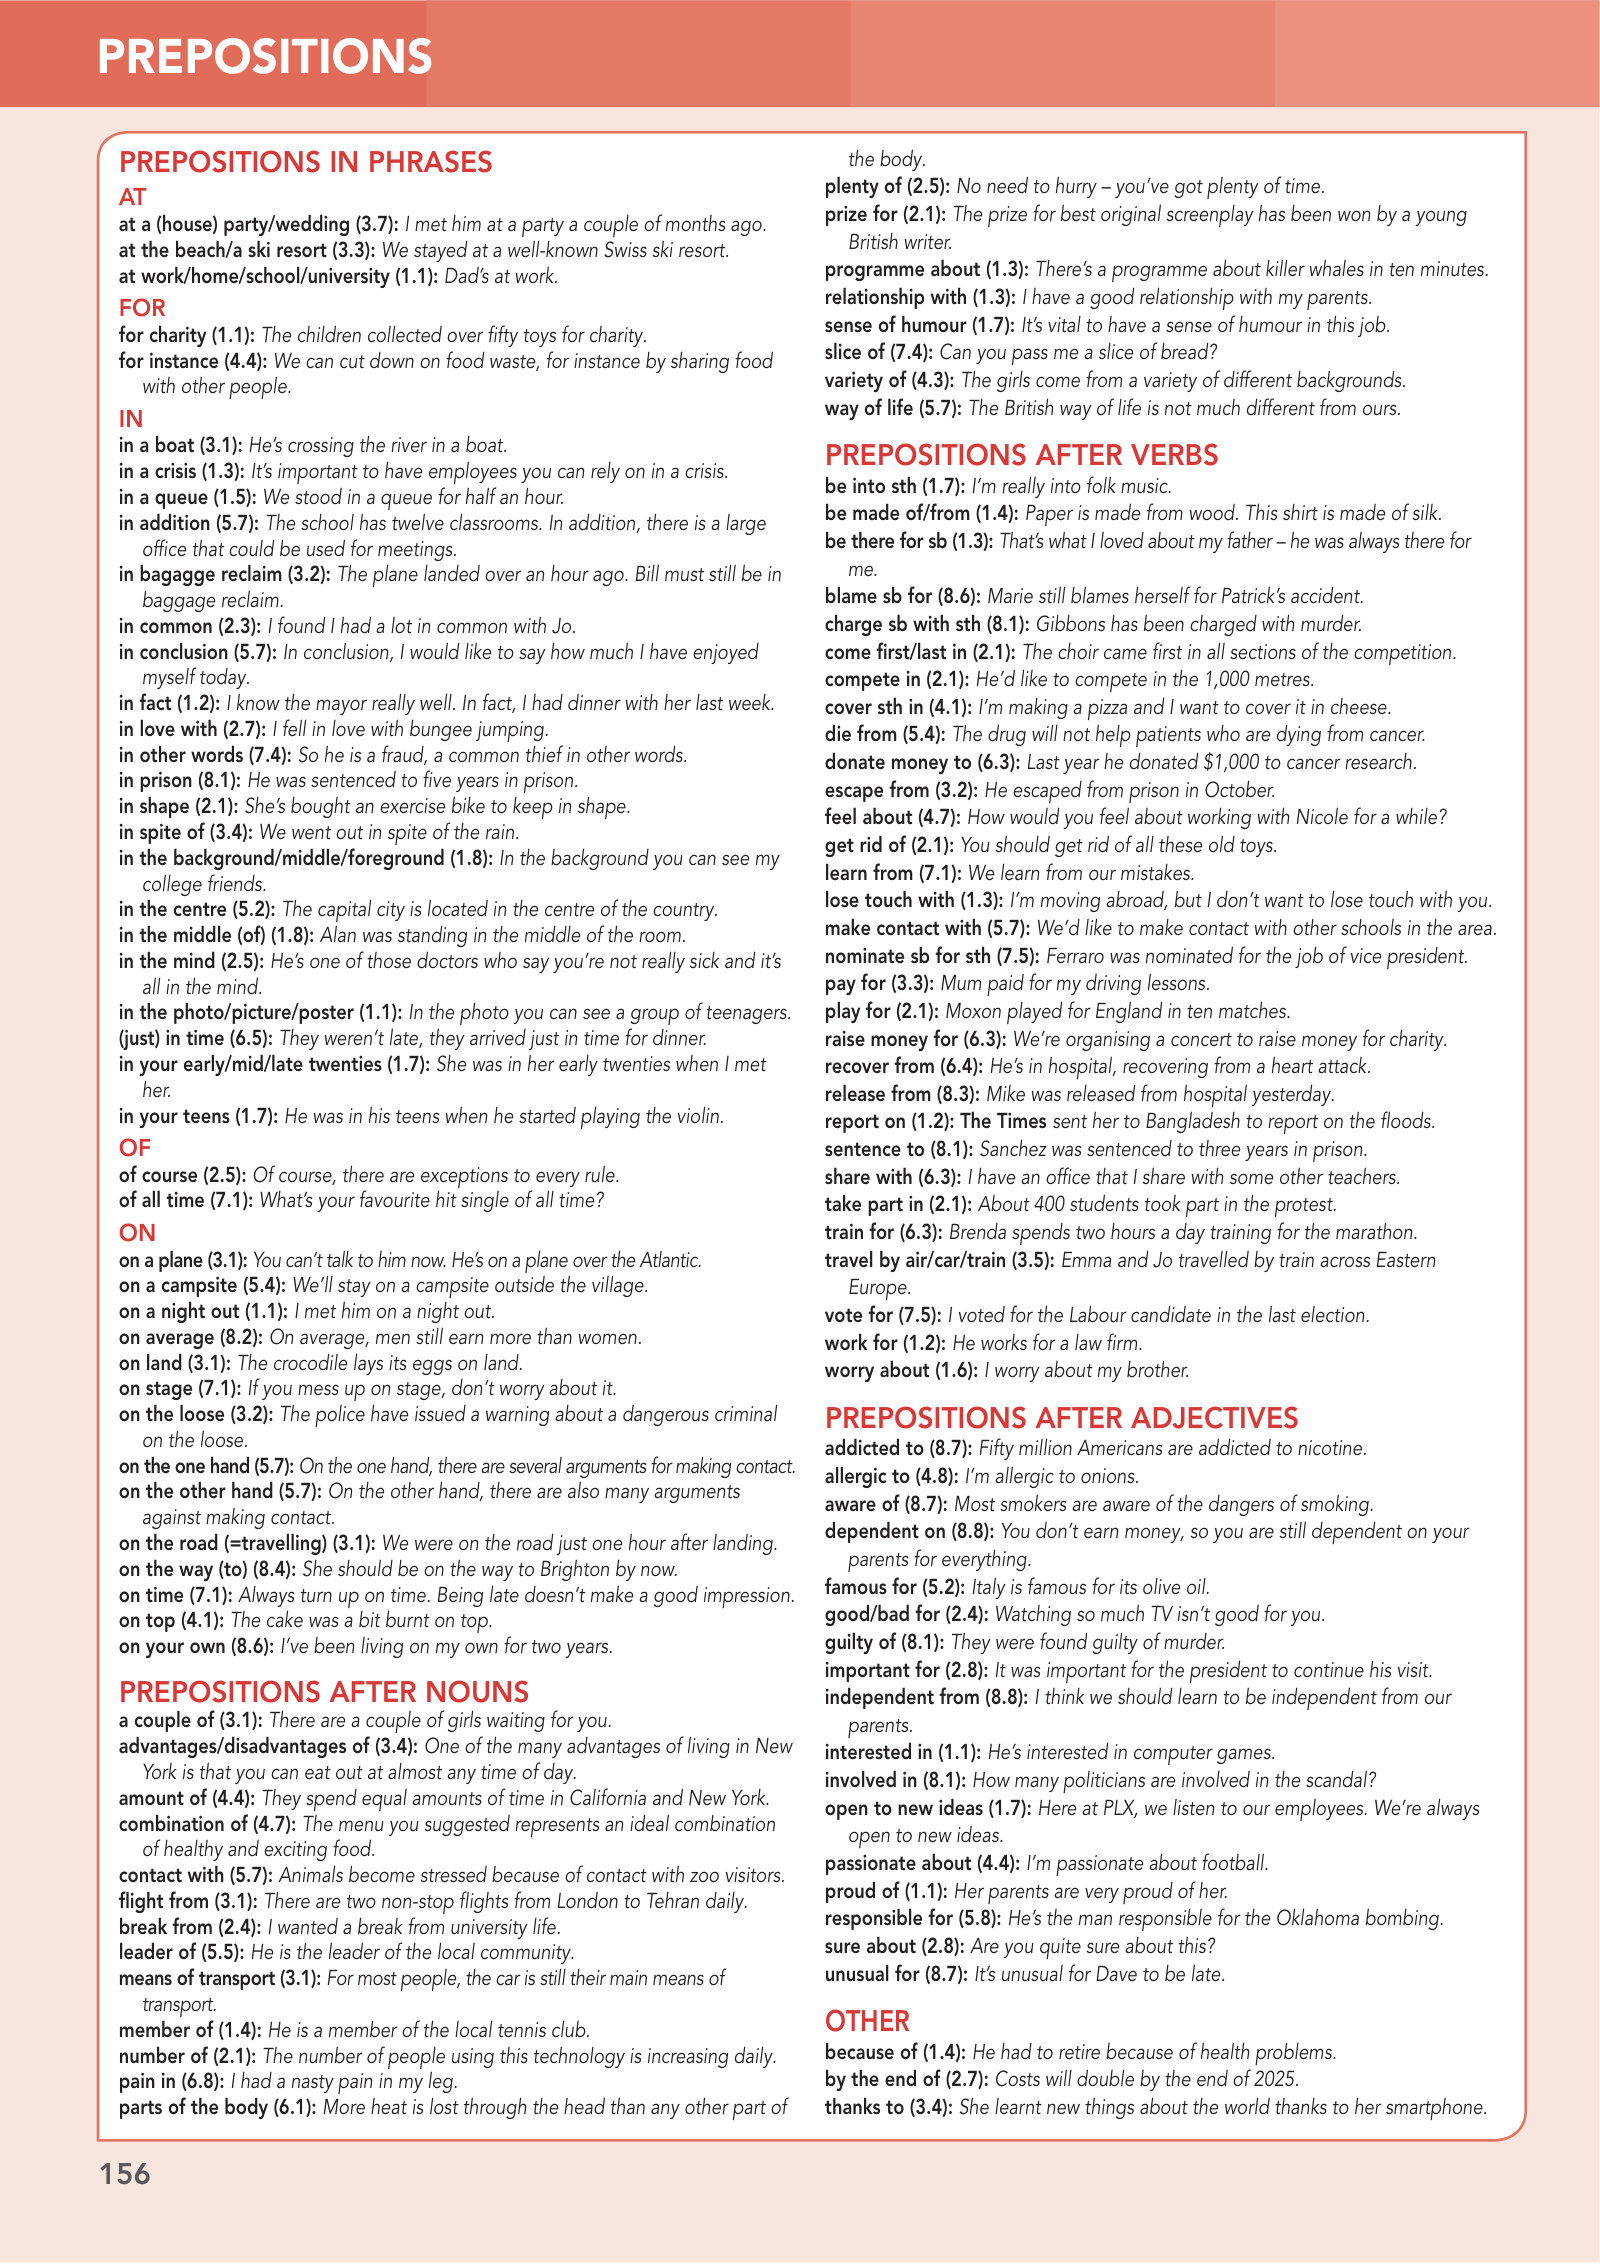 PREPOSITIONS
PREPOSITIONS IN PHRASES
AT
at a (house) party/wedding (3.7): I met him at a party a couple of months ago.
at the beach/a ski resort (3.3): We stayed at a well-known Swiss ski resort.
at work/home/school/university (1.1): Dad's at work.
FOR
for charity (1.1): The children collected over fifty toys for charity.
for instance (4.4): We can cut down on food waste, for instance by sharing food
with other people.
IN
in a boat (3.1): He's crossing the river in a boat.
in a crisis (1.3): It's important to have employees you can rely on in a crisis.
in a queue (1.5): We stood in a queue for half an hour.
in addition (5.7): The school has twelve classrooms. In addition, there is a large
office that could be used for meetings.
in bagagge reclaim (3.2): The plane landed over an hour ago. Bill must still be in
baggage reclaim.
in common (2.3): I found I had a lot in common with Jo.
in conclusion (5.7): In conclusion, I would like to say how much I have enjoyed
myself today.
in fact (1.2): I know the mayor really well. In fact, I had dinner with her last week.
in love with (2.7): I fell in love with bungee jumping.
in other words (7.4): So he is a fraud, a common thief in other words.
in prison (8.1): He was sentenced to five years in prison.
in shape (2.1): She's bought an exercise bike to keep in shape.
in spite of (3.4): We went out in spite of the rain.
in the background/middle/foreground (1.8): In the background you can see my
college friends.
in the centre (5.2): The capital city is located in the centre of the country.
in the middle (of) (1.8): Alan was standing in the middle of the room.
in the mind (2.5): He's one of those doctors who say you're not really sick and it's
all in the mind.
in the photo/picture/poster (1.1): In the photo you can see a group of teenagers.
(just) in time (6.5): They weren't late, they arrived just in time for dinner.
in your early/mid/late twenties (1.7): She was in her early twenties when I met
her.
in your teens (1.7): He was in his teens when he started playing the violin.
OF
of course (2.5): Of course, there are exceptions to every rule.
of all time (7.1): What's your favourite hit single of all time?
ON
on a plane (3.1): You can't talk to him now. He's on a plane over the Atlantic.
on a campsite (5.4): We'll stay on a campsite outside the village.
on a night out (1.1): I met him on a night out.
on average (8.2): On average, men still earn more than women.
on land (3.1): The crocodile lays its eggs on land.
on stage (7.1): If you mess up on stage, don't worry about it.
on the loose (3.2): The police have issued a warning about a dangerous criminal
on the loose.
on the one hand (5.7): On the one hand, there are several arguments for making contact.
on the other hand (5.7): On the other hand, there are also many arguments
against making contact.
on the road (=travelling) (3.1): We were on the road just one hour after landing.
on the way (to) (8.4): She should be on the way to Brighton by now.
on time (7.1): Always turn up on time. Being late doesn't make a good impression.
on top (4.1): The cake was a bit burnt on top.
on your own (8.6): I've been living on my own for two years.
PREPOSITIONS AFTER NOUNS
a couple of (3.1): There are a couple of girls waiting for you.
advantages/disadvantages of (3.4): One of the many advantages of living in New
York is that you can eat out at almost any time of day.
amount of (4.4): They spend equal amounts of time in California and New York.
combination of (4.7): The menu you suggested represents an ideal combination
of healthy and exciting food.
contact with (5.7): Animals become stressed because of contact with zoo visitors.
flight from (3.1): There are two non-stop flights from London to Tehran daily.
break from (2.4): I wanted a break from university life.
leader of (5.5): He is the leader of the local community.
means of transport (3.1): For most people, the car is still their main means of
transport.
member of (1.4): He is a member of the local tennis club.
number of (2.1): The number of people using this technology is increasing daily.
pain in (6.8): I had a nasty pain in my leg.
parts of the body (6.1): More heat is lost through the head than any other part of
the body.
plenty of (2.5): No need to hurry – you've got plenty of time.
prize for (2.1): The prize for best original screenplay has been won by a young
British writer.
programme about (1.3): There's a programme about killer whales in ten minutes.
relationship with (1.3): I have a good relationship with my parents.
sense of humour (1.7): It's vital to have a sense of humour in this job.
slice of (7.4): Can you pass me a slice of bread?
variety of (4.3): The girls come from a variety of different backgrounds.
way of life (5.7): The British way of life is not much different from ours.
PREPOSITIONS AFTER VERBS
be into sth (1.7): I'm really into folk music.
be made of/from (1.4): Paper is made from wood. This shirt is made of silk.
be there for sb (1.3): That's what I loved about my father – he was always there for
me.
blame sb for (8.6): Marie still blames herself for Patrick's accident.
charge sb with sth (8.1): Gibbons has been charged with murder.
come first/last in (2.1): The choir came first in all sections of the competition.
compete in (2.1): He'd like to compete in the 1,000 metres.
cover sth in (4.1): I'm making a pizza and I want to cover it in cheese.
die from (5.4): The drug will not help patients who are dying from cancer.
donate money to (6.3): Last year he donated $1,000 to cancer research.
escape from (3.2): He escaped from prison in October.
feel about (4.7): How would you feel about working with Nicole for a while?
get rid of (2.1): You should get rid of all these old toys.
learn from (7.1): We learn from our mistakes.
lose touch with (1.3): I'm moving abroad, but I don't want to lose touch with you.
make contact with (5.7): We'd like to make contact with other schools in the area.
nominate sb for sth (7.5): Ferraro was nominated for the job of vice president.
pay for (3.3): Mum paid for my driving lessons.
play for (2.1): Moxon played for England in ten matches.
raise money for (6.3): We're organising a concert to raise money for charity.
recover from (6.4): He's in hospital, recovering from a heart attack.
release from (8.3): Mike was released from hospital yesterday.
report on (1.2): The Times sent her to Bangladesh to report on the floods.
sentence to (8.1): Sanchez was sentenced to three years in prison.
share with (6.3): I have an office that I share with some other teachers.
take part in (2.1): About 400 students took part in the protest.
train for (6.3): Brenda spends two hours a day training for the marathon.
travel by air/car/train (3.5): Emma and Jo travelled by train across Eastern
Europe.
vote for (7.5): I voted for the Labour candidate in the last election.
work for (1.2): He works for a law firm.
worry about (1.6): I worry about my brother.
PREPOSITIONS AFTER ADJECTIVES
addicted to (8.7): Fifty million Americans are addicted to nicotine.
allergic to (4.8): I'm allergic to onions.
aware of (8.7): Most smokers are aware of the dangers of smoking.
dependent on (8.8): You don't earn money, so you are still dependent on your
parents for everything.
famous for (5.2): Italy is famous for its olive oil.
good/bad for (2.4): Watching so much TV isn't good for you.
guilty of (8.1): They were found guilty of murder.
important for (2.8): It was important for the president to continue his visit.
independent from (8.8): I think we should learn to be independent from our
parents.
interested in (1.1): He's interested in computer games.
involved in (8.1): How many politicians are involved in the scandal?
open to new ideas (1.7): Here at PLX, we listen to our employees. We're always
open to new ideas.
passionate about (4.4): I'm passionate about football.
proud of (1.1): Her parents are very proud of her.
responsible for (5.8): He's the man responsible for the Oklahoma bombing.
sure about (2.8): Are you quite sure about this?
unusual for (8.7): It's unusual for Dave to be late.
OTHER
because of (1.4): He had to retire because of health problems.
by the end of (2.7): Costs will double by the end of 2025.
thanks to (3.4): She learnt new things about the world thanks to her smartphone.
156